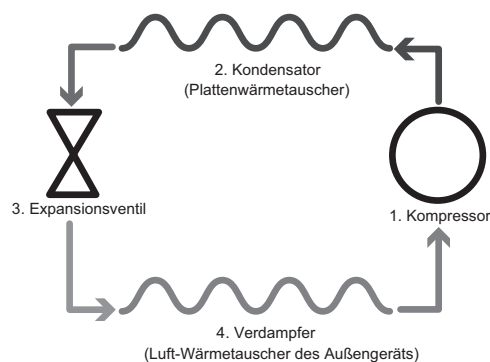 2. Kondensator
(Plattenwärmetauscher)
3. Expansionsventil
1. Kompressor
4. Verdampfer
(Luft-Wärmetauscher des Außengeräts)